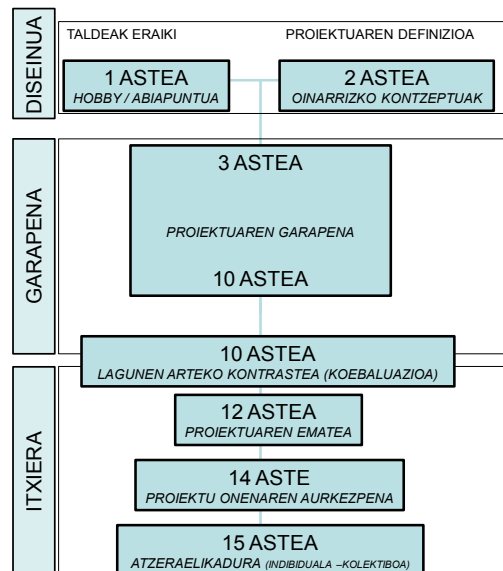 DISEINUA
TALDEAK ERAIKI
PROIEKTUAREN DEFINIZIOA
1 ASTEA
HOBBY / ABIAPUNTUA
2 ASTEA
OINARRIZKO KONTZEPTUAK
GARAPENA
3 ASTEA
PROIEKTUAREN GARAPENA
10 ASTEA
10 ASTEA
LAGUNEN ARTEKO KONTRASTEA (KOEBALUAZIOA)
ITXIERA
12 ASTEA
PROIEKTUAREN EMATEA
14 ASTE
PROIEKTU ONENAREN AURKEZPENA
15 ASTEA
ATZERAELIKADURA (INDIBIDUALA –KOLEKTIBOA)